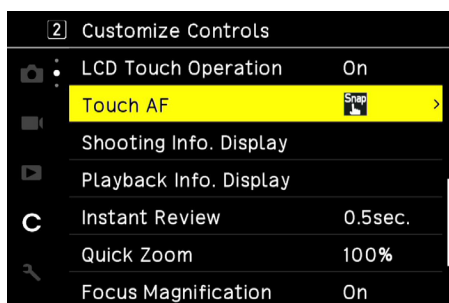 2 Customize Controls
LCD Touch Operation On
Touch AF Snap >
Shooting Info. Display
Playback Info. Display
C
Instant Review 0.5sec.
Quick Zoom 100%
Focus Magnification On